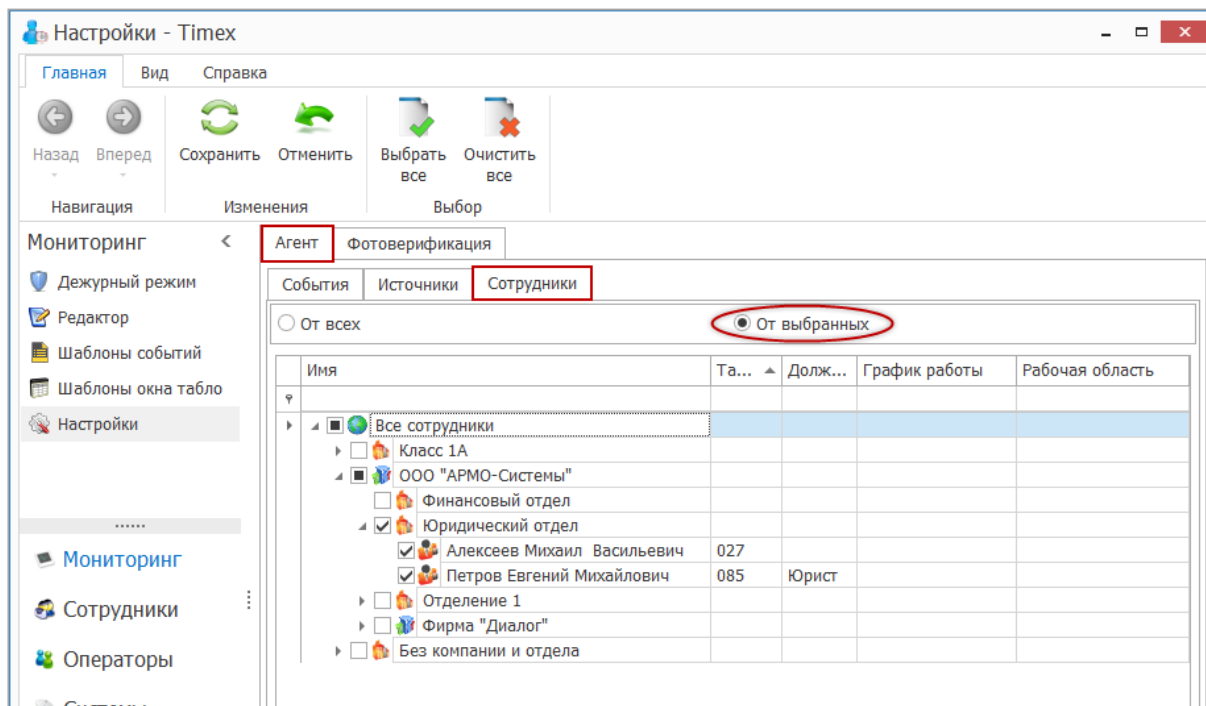 Настройки - Timex
Главная Вид Справка
Назад Вперед Сохранить Отменить Выбрать все Очистить все
Навигация Изменения Выбор
Мониторинг
Дежурный режим
Редактор
Шаблоны событий
Шаблоны окна табло
Настройки
Мониторинг
Сотрудники
Операторы
Агент Фотоверификация
События Источники Сотрудники
От всех От выбранных
Имя Та... Долж... График работы Рабочая область
Все сотрудники
Класс 1А
ООО "АРМО-Системы"
Финансовый отдел
Юридический отдел
Алексеев Михаил Васильевич 027
Петров Евгений Михайлович 085 Юрист
Отделение 1
Фирма "Диалог"
Без компании и отдела